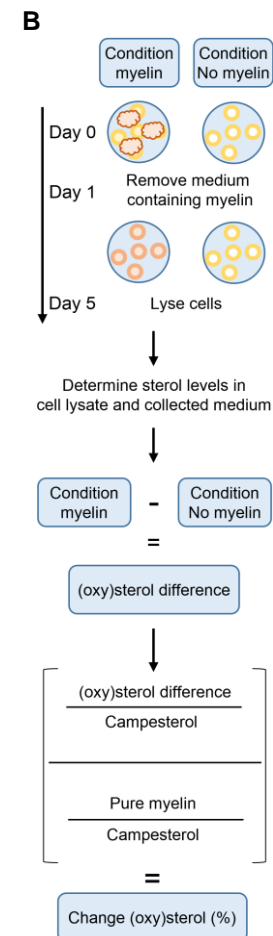 B
Condition
myelin
Condition
No myelin
Day 0
Day 1
Remove medium
containing myelin
Day 5
Lyse cells
Determine sterol levels in
cell lysate and collected medium
Condition
myelin
-
Condition
No myelin
=
(oxy)sterol difference
(oxy)sterol difference
Campesterol
Pure myelin
Campesterol
=
Change (oxy)sterol (%)